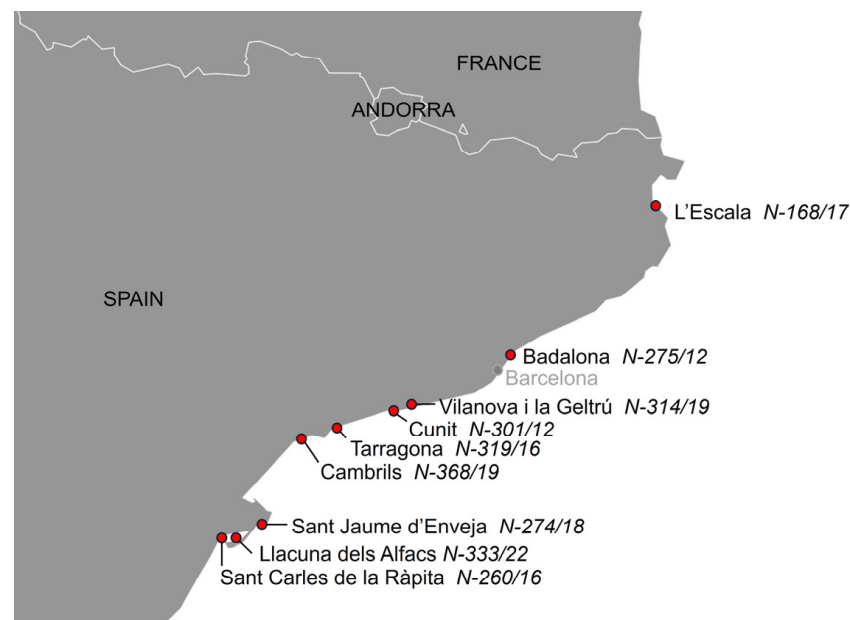 FRANCE
ANDORRA
L'Escala N-168/17
SPAIN
Badalona N-275/12
Barcelona
Vilanova i la Geltrú N-314/19
Cunit N-301/12
Tarragona N-319/16
Cambrils N-368/19
Sant Jaume d'Enveja N-274/18
Llacuna dels Alfacs N-333/22
Sant Carles de la Ràpita N-260/16